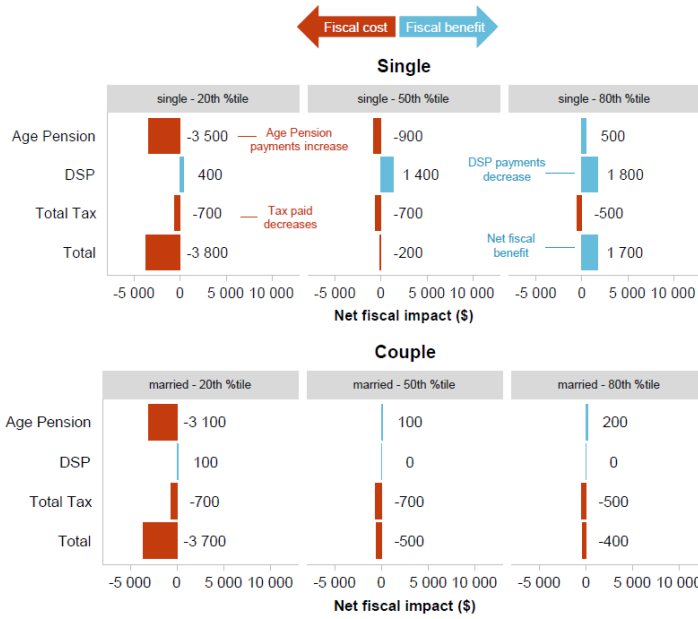 Fiscal cost Fiscal benefit
Single
single - 20th %tile single - 50th %tile single - 80th %tile
Age Pension -3 500 Age Pension payments increase -900 500
DSP 400 1 400 DSP payments decrease 1 800
Total Tax -700 Tax paid decreases -700 -500
Total -3 800 -200 Net fiscal benefit 1 700
-5 000 0 5 000 10 000 -5 000 0 5 000 10 000 -5 000 0 5 000 10 000
Net fiscal impact ($)
Couple
married - 20th %tile married - 50th %tile married - 80th %tile
Age Pension -3 100 100 200
DSP 100 0 0
Total Tax -700 -700 -500
Total -3 700 -500 -400
-5 000 0 5 000 10 000 -5 000 0 5 000 10 000 -5 000 0 5 000 10 000
Net fiscal impact ($)